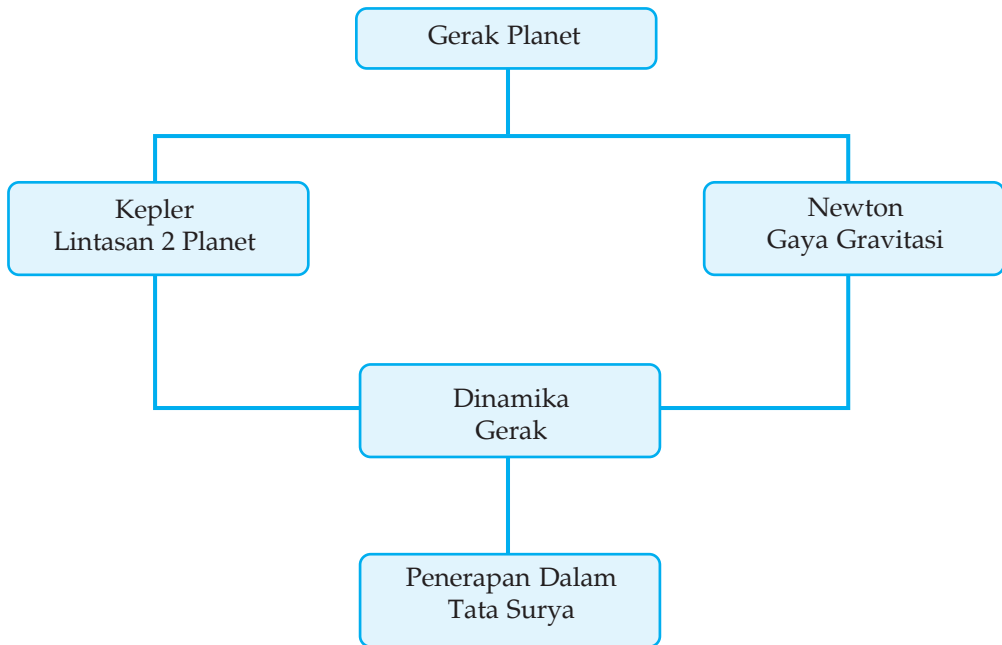 Gerak Planet
Kepler
Lintasan 2 Planet
Newton
Gaya Gravitasi
Dinamika
Gerak
Penerapan Dalam
Tata Surya